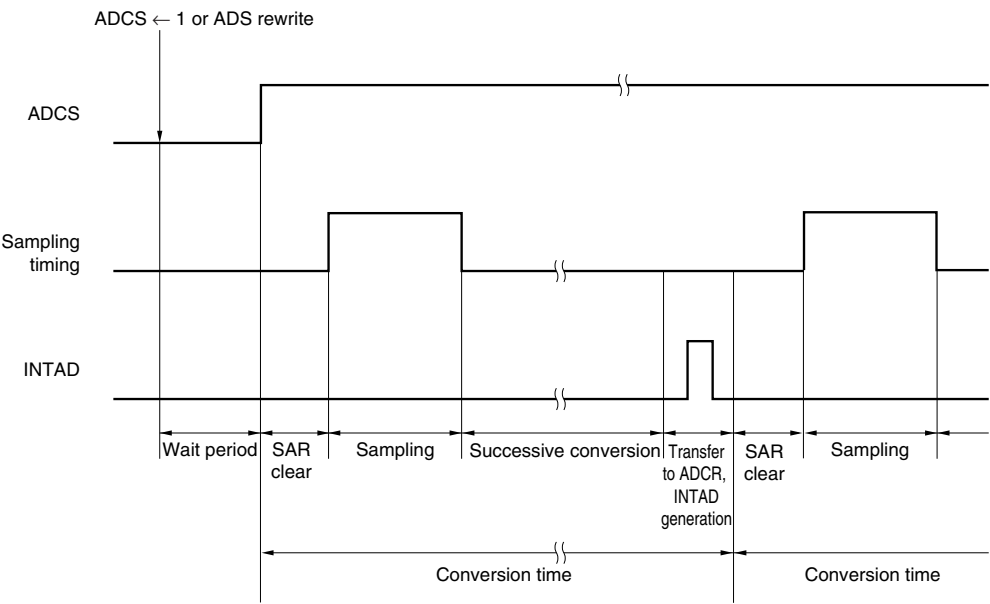 ADCS ← 1 or ADS rewrite
ADCS
Sampling
timing
INTAD
Wait period
SAR
clear
Sampling
Successive conversion
Transfer
to ADCR,
INTAD
generation
SAR
clear
Sampling
Conversion time
Conversion time